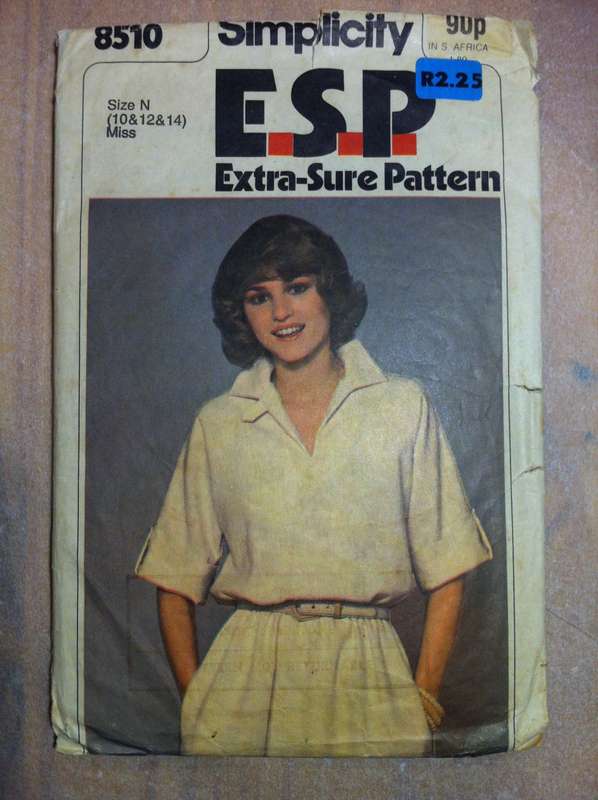 8510
Simplicity
90p
IN S. AFRICA
R2.25
Size N
(10&12&14)
Miss
E.S.P.
Extra-Sure Pattern